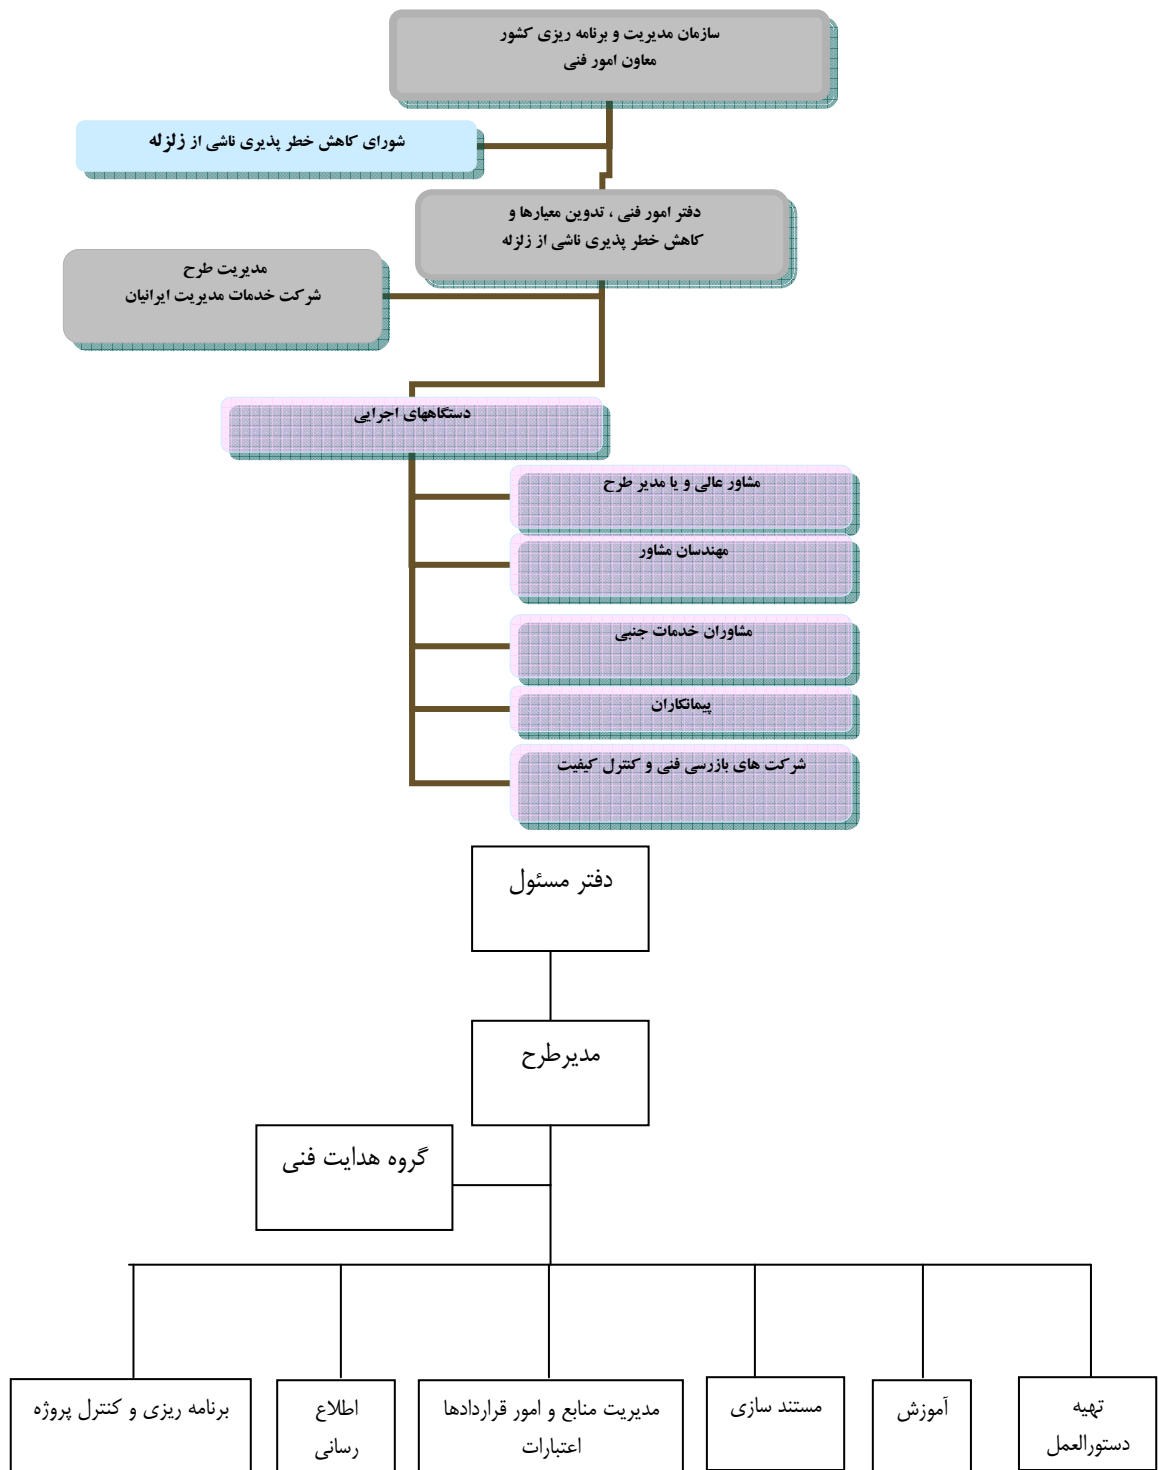 سازمان مدیریت و برنامه ریزی کشور
معاون امور فنی
شورای کاهش خطر پذیری ناشی از زلزله
دفتر امور فنی ، تدوین معیارها و
کاهش خطر پذیری ناشی از زلزله
مدیریت طرح
شرکت خدمات مدیریت ایرانیان
دستگاههای اجرایی
مشاور عالی و یا مدیر طرح
مهندسان مشاور
مشاوران خدمات جنبی
پیمانکاران
شرکت های بازرسی فنی و کنترل کیفیت
دفتر مسئول
مدیرطرح
گروه هدایت فنی
تهیه
دستورالعمل
آموزش
مستند سازی
مدیریت منابع و امور قراردادها
اعتبارات
اطلاع
رسانی
برنامه ریزی و کنترل پروژه